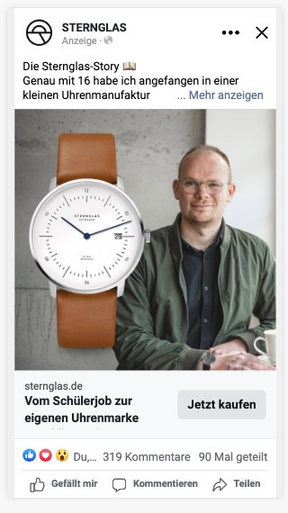 STERNGLAS
Anzeige ·
Die Sternglas-Story 📖
Genau mit 16 habe ich angefangen in einer
kleinen Uhrenmanufaktur ... Mehr anzeigen
12
STERNGLAS
sternglas.de
Vom Schülerjob zur
eigenen Uhrenmarke
Jetzt kaufen
Du,... 319 Kommentare 90 Mal geteilt
Gefällt mir Kommentieren Teilen